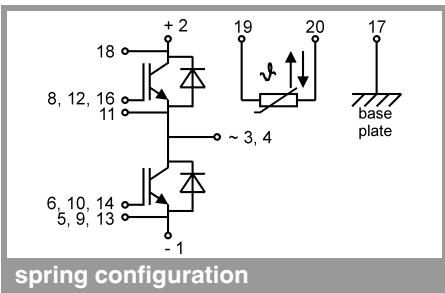 + 2
19
20
17
18
8, 12, 16
11
ϑ
base
plate
~ 3, 4
6, 10, 14
5, 9, 13
- 1
spring configuration